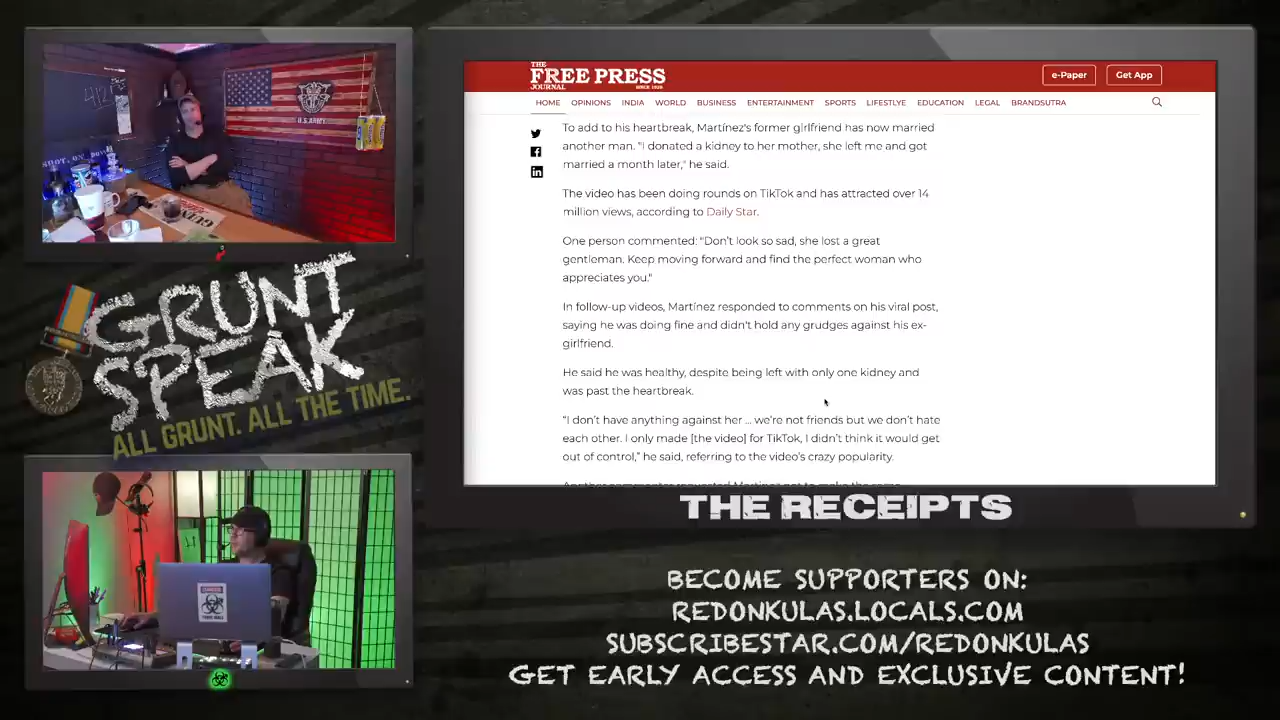 U.S. ARMY
GRUNT
SPEAK
ALL GRUNT. ALL THE TIME.
THE
FREE PRESS
JOURNAL
SINCE 1928
e-Paper
Get App
HOME OPINIONS INDIA WORLD BUSINESS ENTERTAINMENT SPORTS LIFESTLYE EDUCATION LEGAL BRANDSUTRA
To add to his heartbreak, Martínez's former girlfriend has now married
another man. "I donated a kidney to her mother, she left me and got
married a month later," he said.
The video has been doing rounds on TikTok and has attracted over 14
million views, according to Daily Star.
One person commented: "Don't look so sad, she lost a great
gentleman. Keep moving forward and find the perfect woman who
appreciates you."
In follow-up videos, Martínez responded to comments on his viral post,
saying he was doing fine and didn't hold any grudges against his ex-
girlfriend.
He said he was healthy, despite being left with only one kidney and
was past the heartbreak.
“I don’t have anything against her ... we’re not friends but we don’t hate
each other. I only made [the video] for TikTok, I didn’t think it would get
out of control,” he said, referring to the video’s crazy popularity.
THE RECEIPTS
BECOME SUPPORTERS ON:
REDONKULAS.LOCALS.COM
SUBSCRIBESTAR.COM/REDONKULAS
GET EARLY ACCESS AND EXCLUSIVE CONTENT!